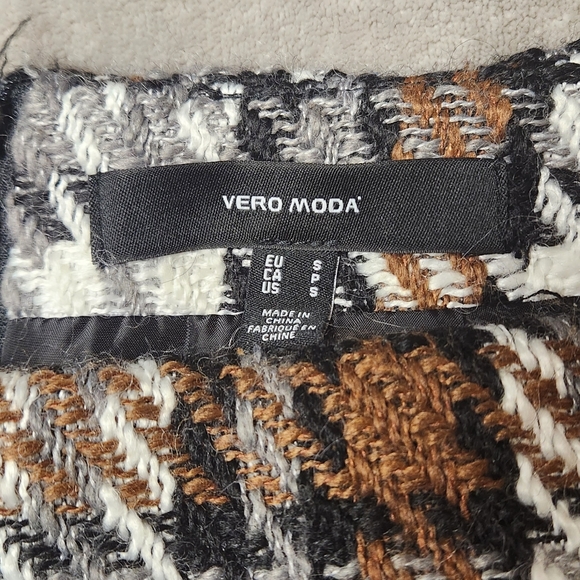 VERO MODA
EU S
CA P
US S
MADE IN
CHINA
FABRIQUÉ EN
CHINE